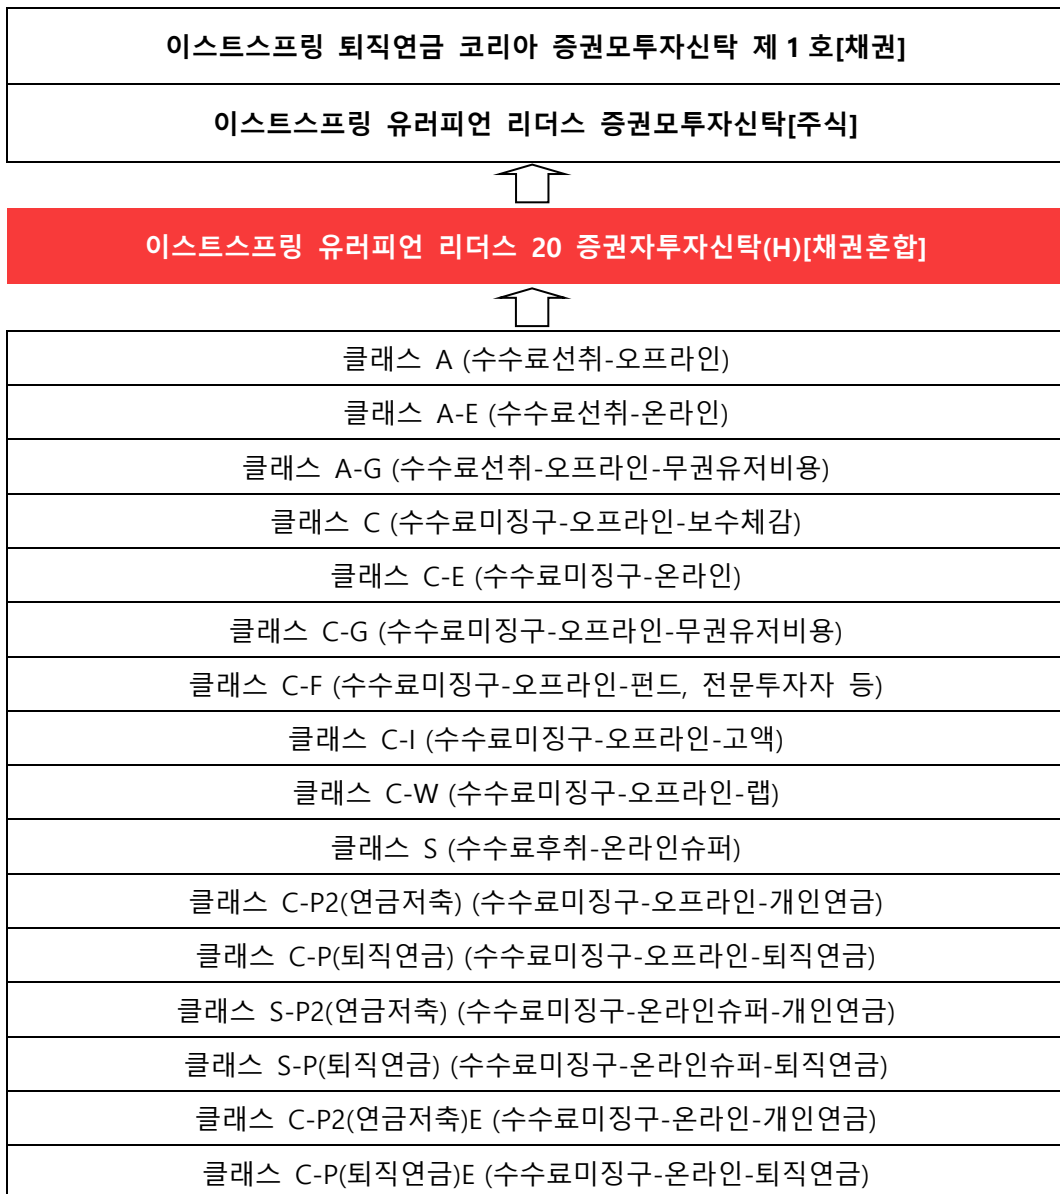 이스트스프링 퇴직연금 코리아 증권모투자신탁 제 1 호[채권]
이스트스프링 유러피언 리더스 증권모투자신탁[주식]
이스트스프링 유러피언 리더스 20 증권자투자신탁(H)[채권혼합]
클래스 A (수수료선취-오프라인)
클래스 A-E (수수료선취-온라인)
클래스 A-G (수수료선취-오프라인-무권유저비용)
클래스 C (수수료미징구-오프라인-보수체감)
클래스 C-E (수수료미징구-온라인)
클래스 C-G (수수료미징구-오프라인-무권유저비용)
클래스 C-F (수수료미징구-오프라인-펀드, 전문투자자 등)
클래스 C-I (수수료미징구-오프라인-고액)
클래스 C-W (수수료미징구-오프라인-랩)
클래스 S (수수료후취-온라인슈퍼)
클래스 C-P2(연금저축) (수수료미징구-오프라인-개인연금)
클래스 C-P(퇴직연금) (수수료미징구-오프라인-퇴직연금)
클래스 S-P2(연금저축) (수수료미징구-온라인슈퍼-개인연금)
클래스 S-P(퇴직연금) (수수료미징구-온라인슈퍼-퇴직연금)
클래스 C-P2(연금저축)E (수수료미징구-온라인-개인연금)
클래스 C-P(퇴직연금)E (수수료미징구-온라인-퇴직연금)